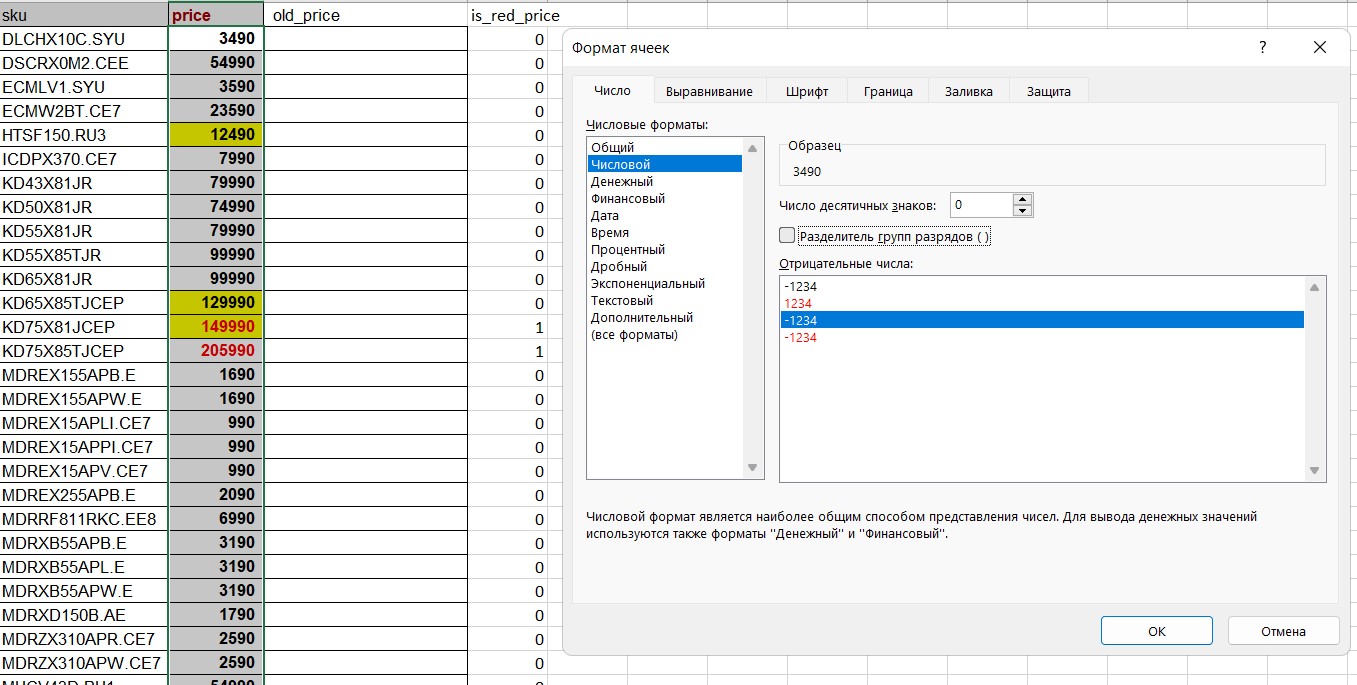 sku price old_price is_red_price
DLCHX10C.SYU 3490 0
DSCRX0M2.CEE 54990 0
ECMLV1.SYU 3590 0
ECMW2BT.CE7 23590 0
HTSF150.RU3 12490 0
ICDPX370.CE7 7990 0
KD43X81JR 79990 0
KD50X81JR 74990 0
KD55X81JR 79990 0
KD55X85TJR 99990 0
KD65X81JR 99990 0
KD65X85TJCEP 129990 0
KD75X81JCEP 149990 1
KD75X85TJCEP 205990 1
MDREX155APB.E 1690 0
MDREX155APW.E 1690 0
MDREX15APLI.CE7 990 0
MDREX15APPI.CE7 990 0
MDREX15APV.CE7 990 0
MDREX255APB.E 2090 0
MDRRF811RKC.EE8 6990 0
MDRXB55APB.E 3190 0
MDRXB55APL.E 3190 0
MDRXB55APW.E 3190 0
MDRXD150B.AE 1790 0
MDRZX310APR.CE7 2590 0
MDRZX310APW.CE7 2590 0
Формат ячеек ?
Число Выравнивание Шрифт Граница Заливка Защита
Числовые форматы:
Общий
Числовой
Денежный
Финансовый
Дата
Время
Процентный
Дробный
Экспоненциальный
Текстовый
Дополнительный
(все форматы)
Образец
3490
Число десятичных знаков: 0
Разделитель групп разрядов ( )
Отрицательные числа:
-1234
1234
-1234
-1234
Числовой формат является наиболее общим способом представления чисел. Для вывода денежных значений
используются также форматы "Денежный" и "Финансовый".
ОК Отмена